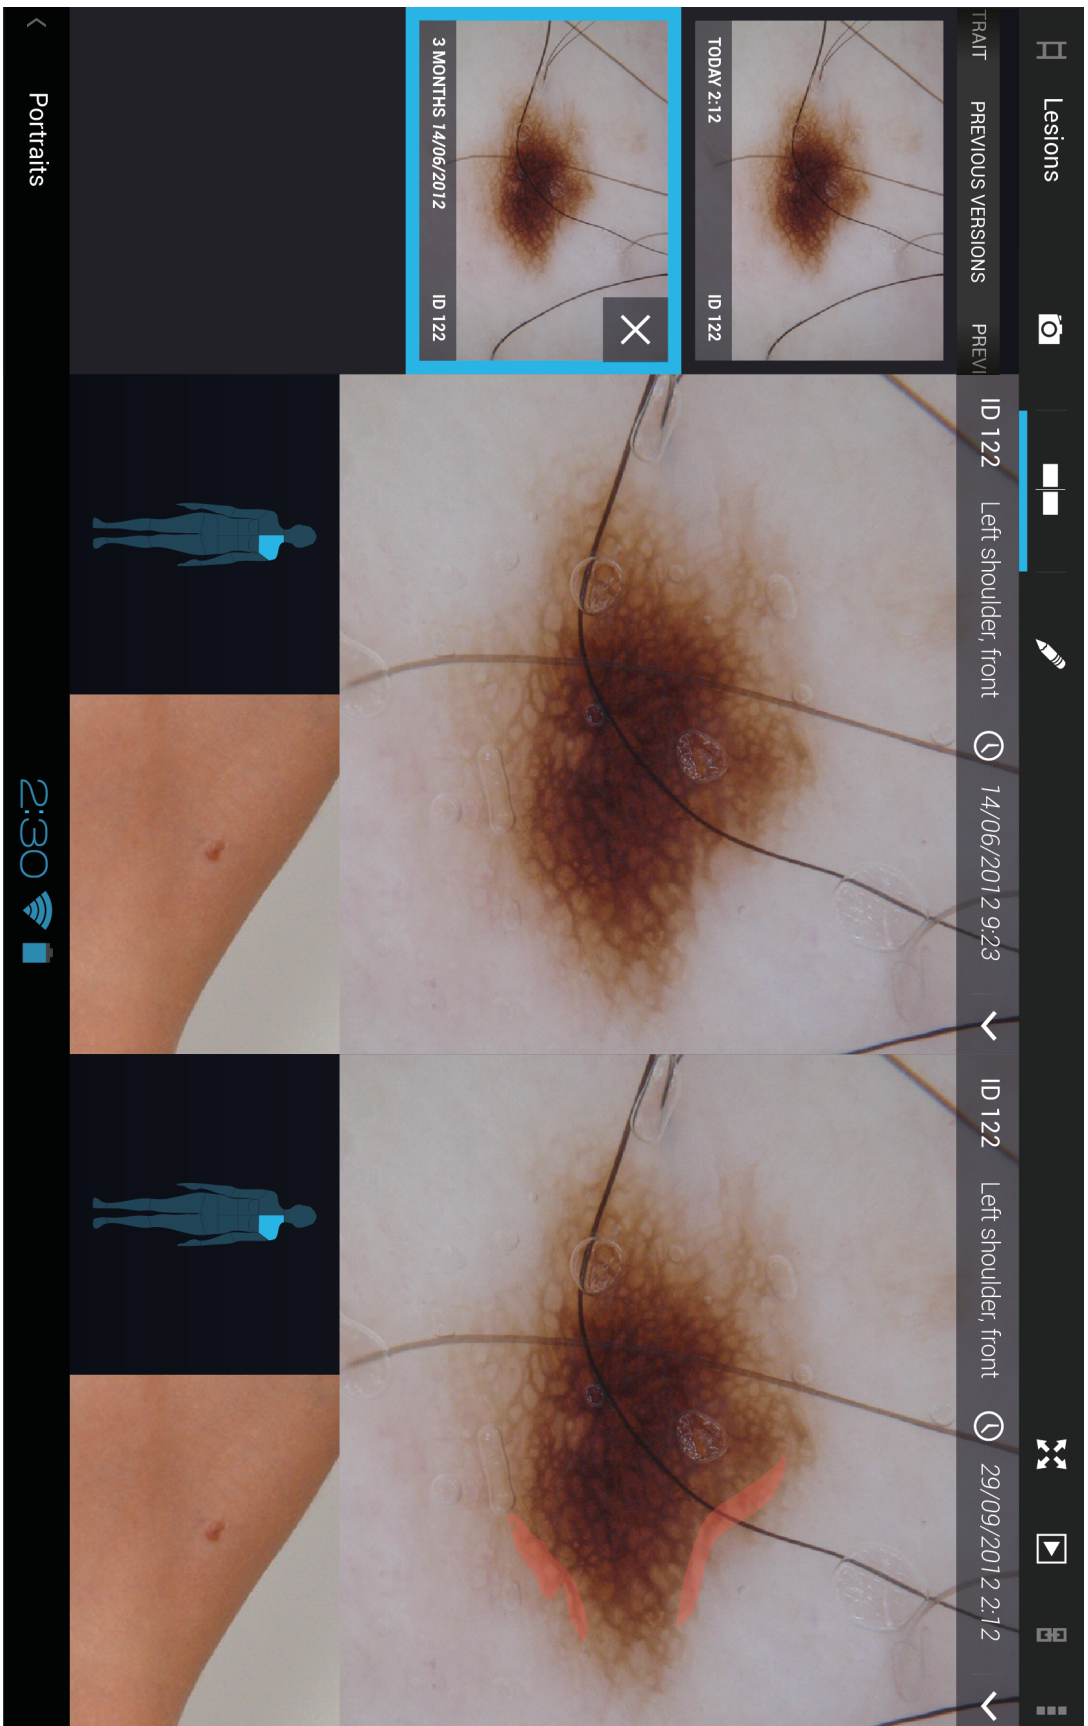 Lesions
TRAIT PREVIOUS VERSIONS PREVI
TODAY 2:12 ID 122
3 MONTHS 14/06/2012 ID 122
ID 122 Left shoulder, front 14/06/2012 9:23
ID 122 Left shoulder, front 29/09/2012 2:12
Portraits
2:30